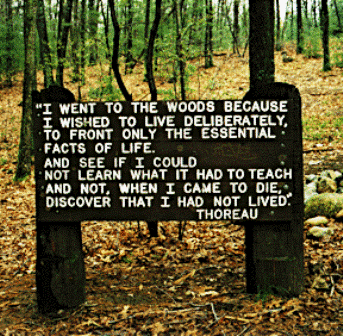 "I WENT TO THE WOODS BECAUSE
I WISHED TO LIVE DELIBERATELY,
TO FRONT ONLY THE ESSENTIAL
FACTS OF LIFE.
AND SEE IF I COULD
NOT LEARN WHAT IT HAD TO TEACH
AND NOT, WHEN I CAME TO DIE,
DISCOVER THAT I HAD NOT LIVED."
THOREAU